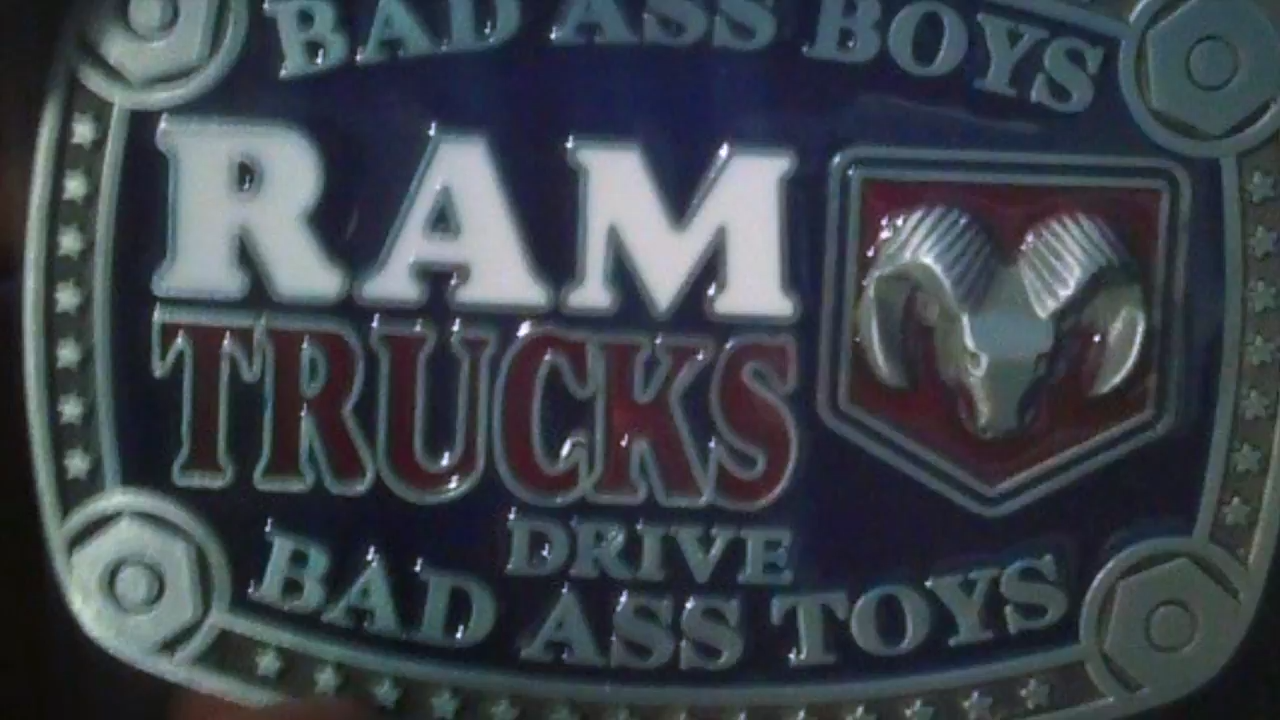 BAD ASS BOYS
RAM
TRUCKS
DRIVE
BAD ASS TOYS